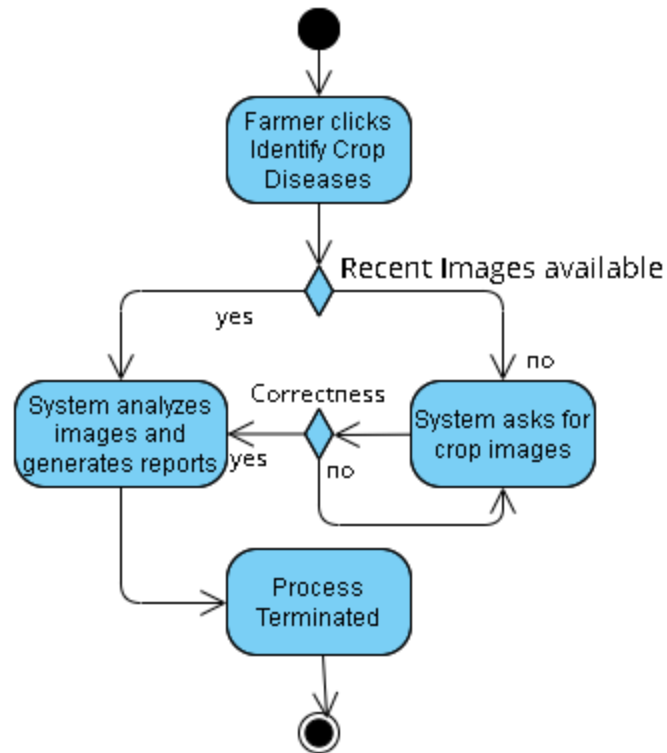 Farmer clicks
Identify Crop
Diseases
Recent Images available
yes
no
System analyzes
images and
generates reports
Correctness
yes
no
System asks for
crop images
Process
Terminated